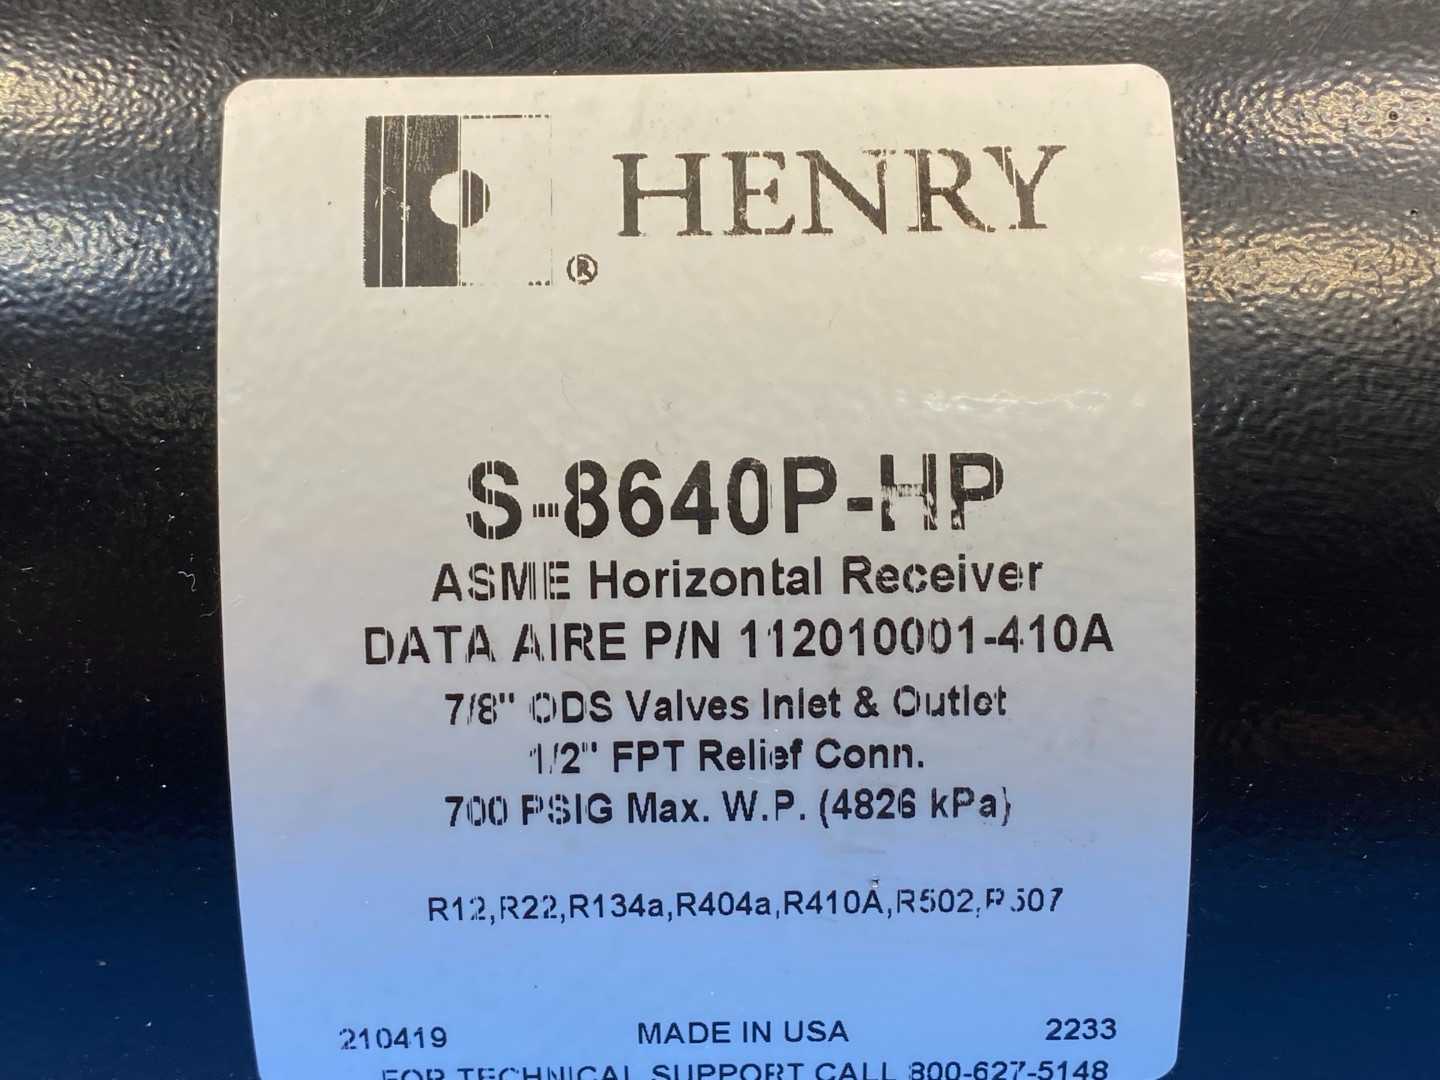 ® HENRY
S-8640P-HP
ASME Horizontal Receiver
DATA AIRE P/N 112010001-410A
7/8" ODS Valves Inlet & Outlet
1/2" FPT Relief Conn.
700 PSIG Max. W.P. (4826 kPa)
R12,R22,R134a,R404a,R410A,R502,R507
210419 MADE IN USA 2233
FOR TECHNICAL SUPPORT CALL 800-627-5148